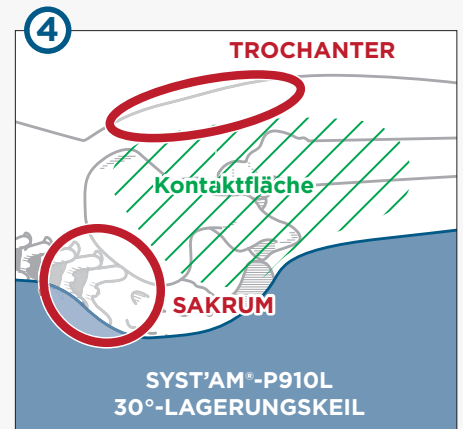 4
TROCHANTER
Kontaktfläche
SAKRUM
SYST'AM®-P910L
30°-LAGERUNGSKEIL